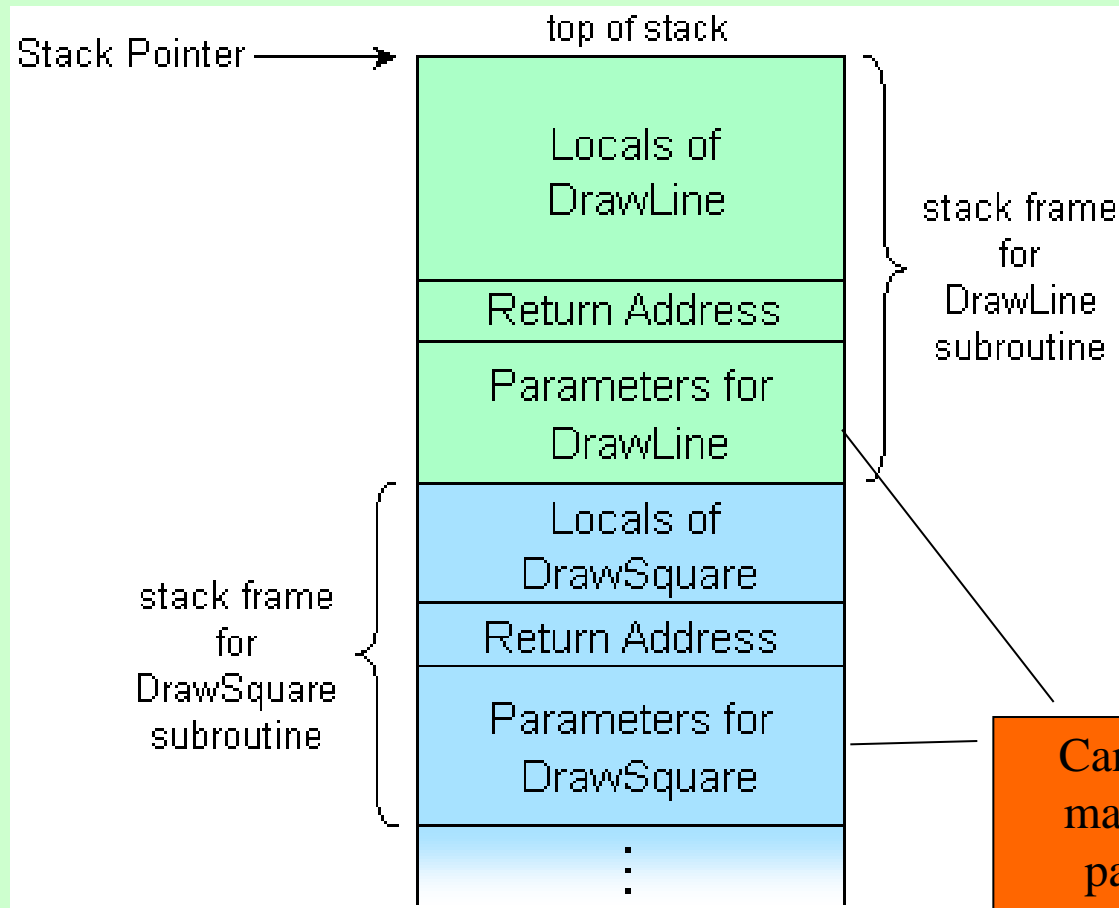 top of stack
Stack Pointer
Locals of
DrawLine
Return Address
Parameters for
DrawLine
stack frame
for
DrawLine
subroutine
Locals of
DrawSquare
Return Address
Parameters for
DrawSquare
stack frame
for
DrawSquare
subroutine